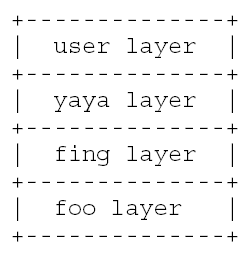 +--------------+
|  user layer  |
+--------------+
|  yaya layer  |
+--------------+
|  fing layer  |
+--------------+
|  foo layer   |
+--------------+